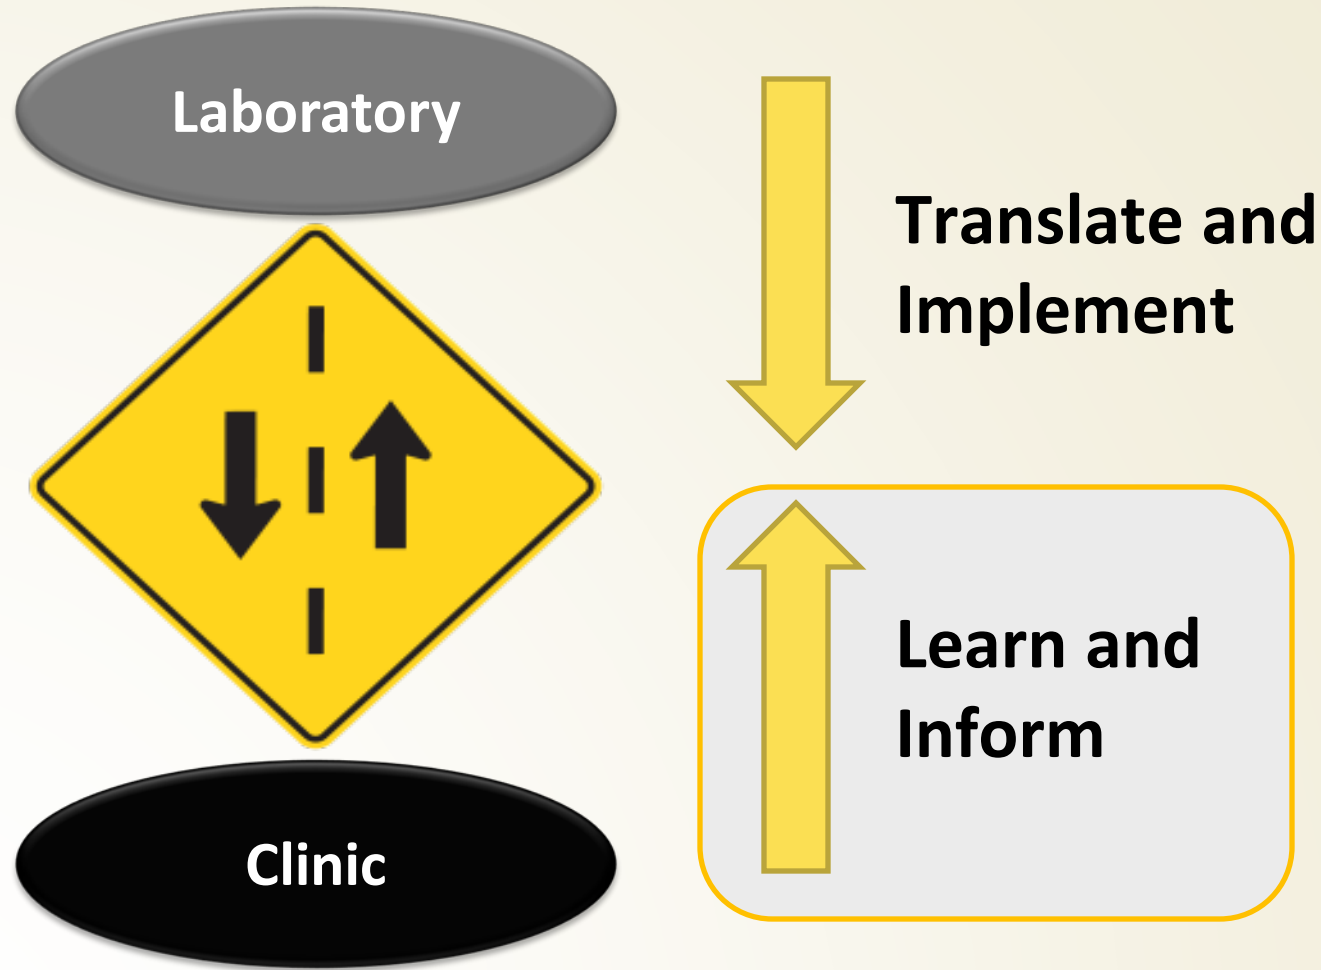 Laboratory
Translate and
Implement
Learn and
Inform
Clinic